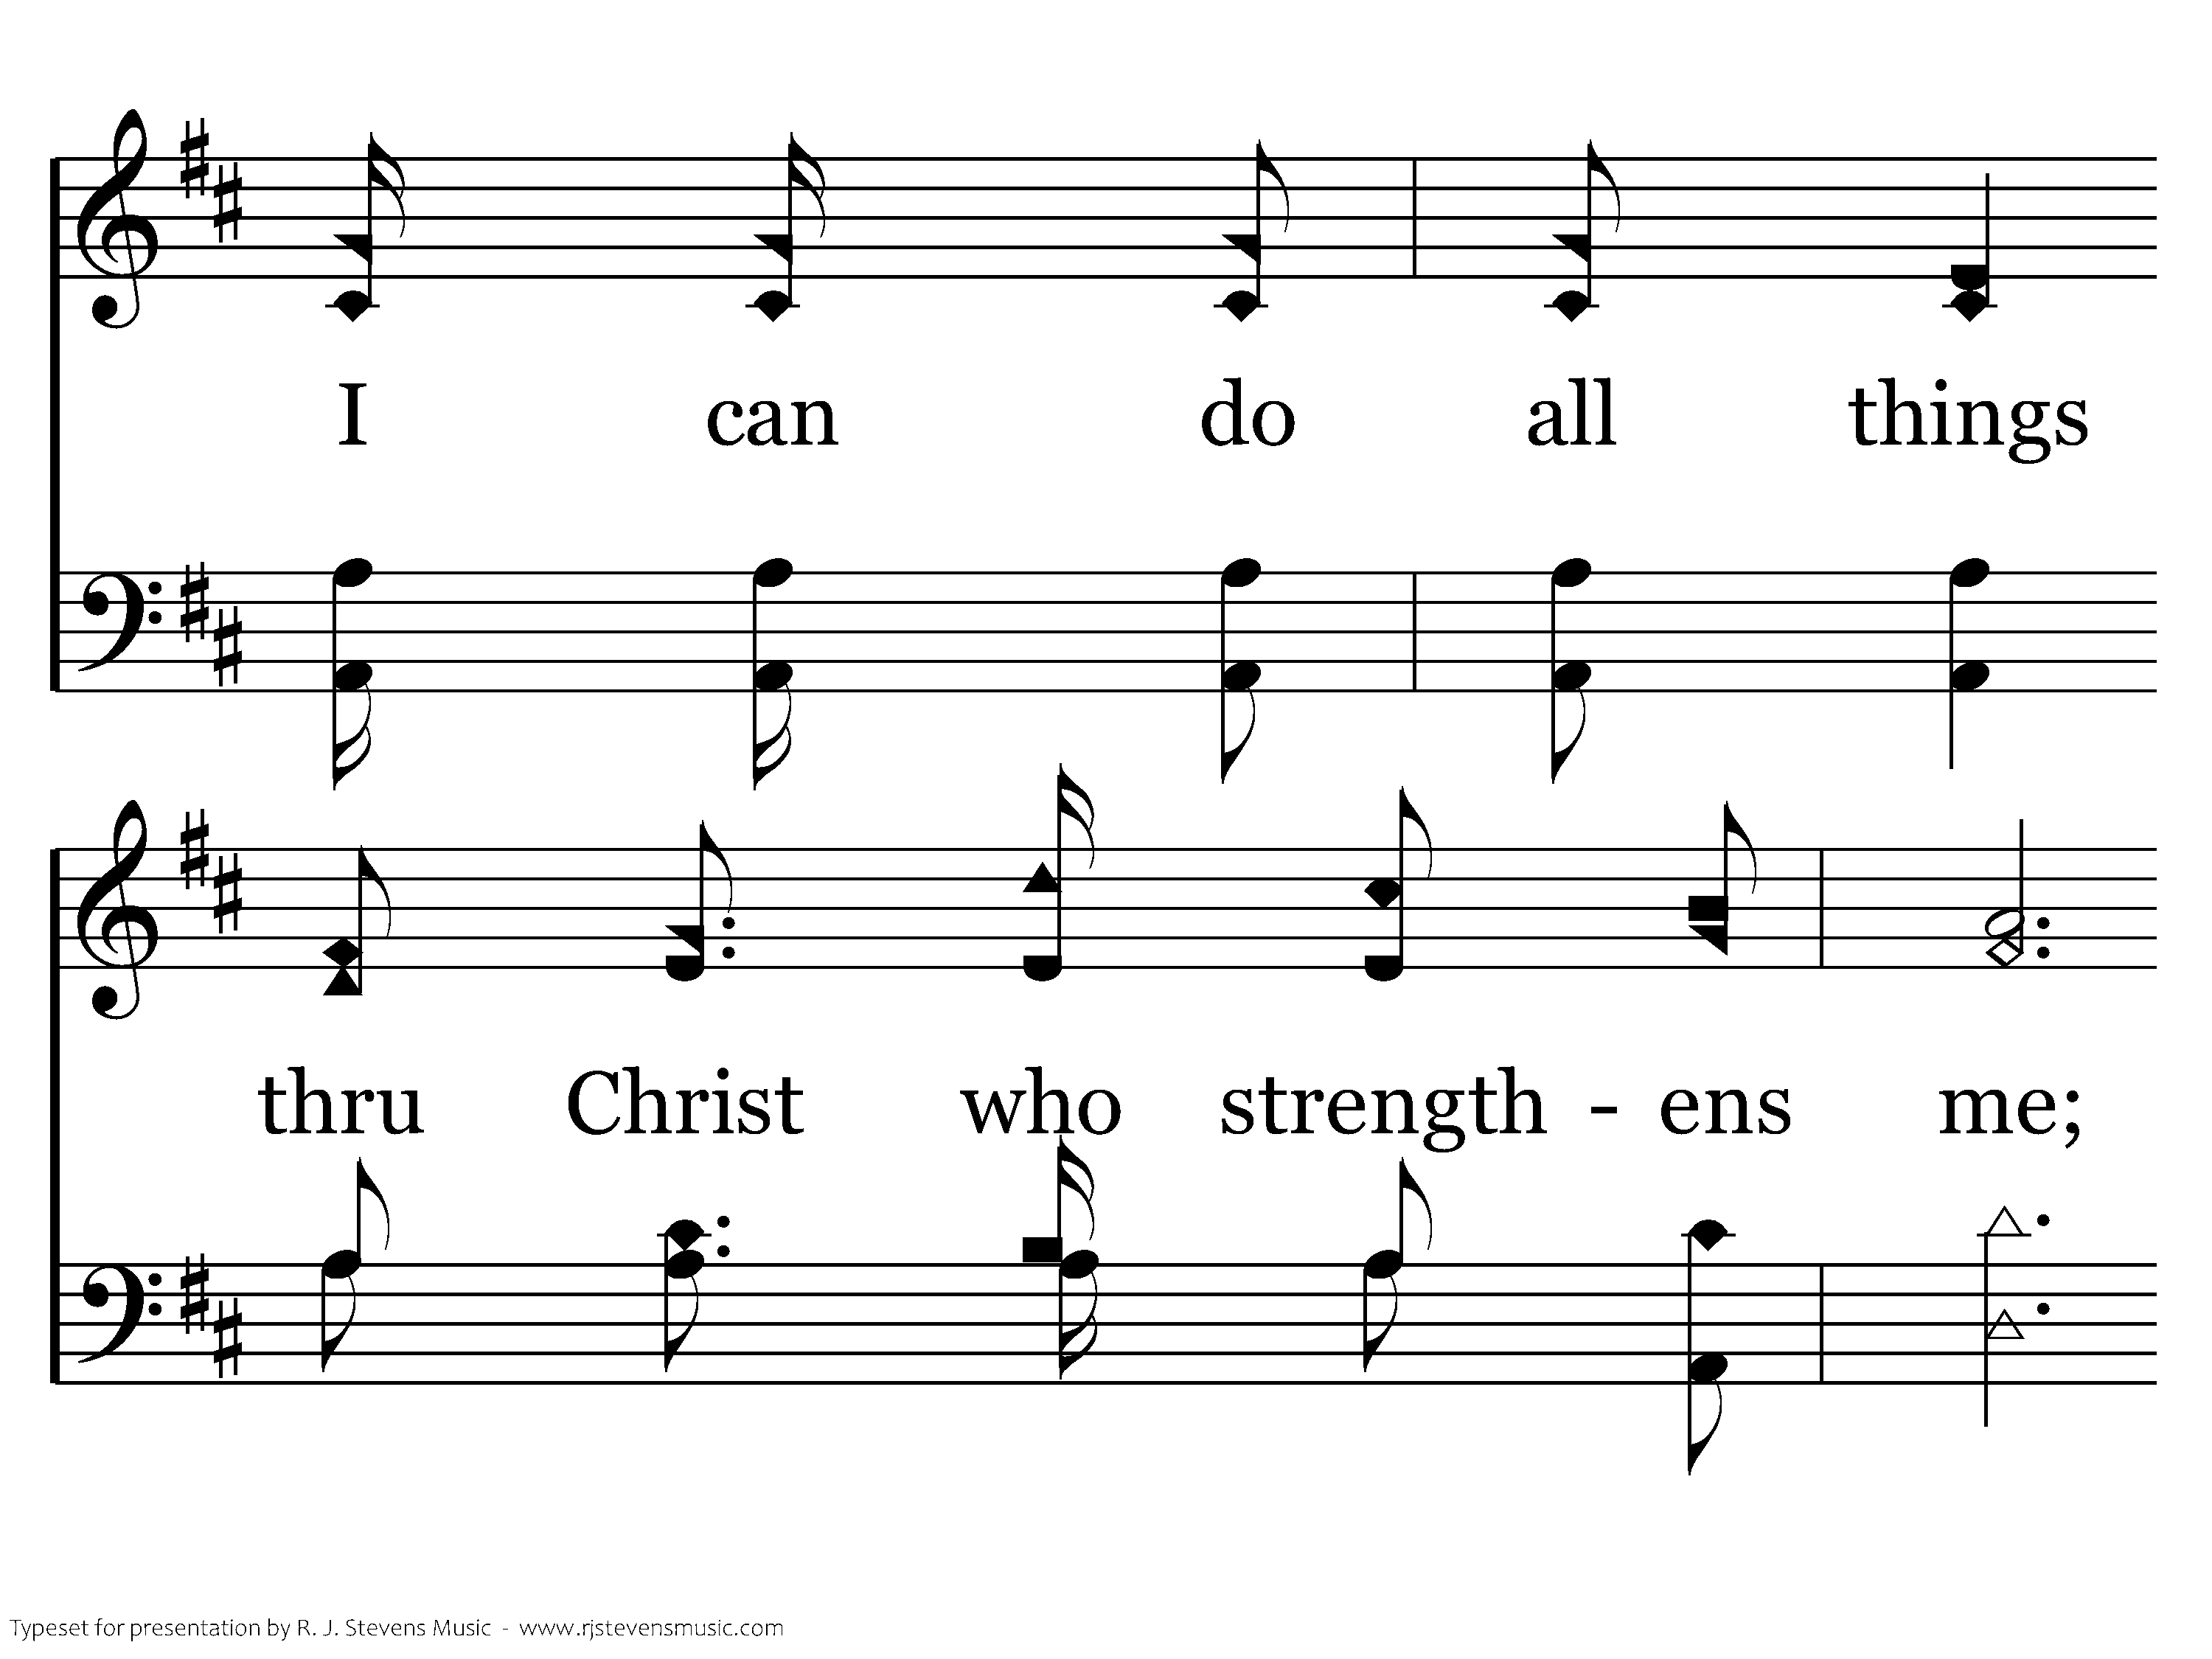 I can do all things
thru Christ who strength - ens me;
Typeset for presentation by R. J. Stevens Music - www.rjstevensmusic.com